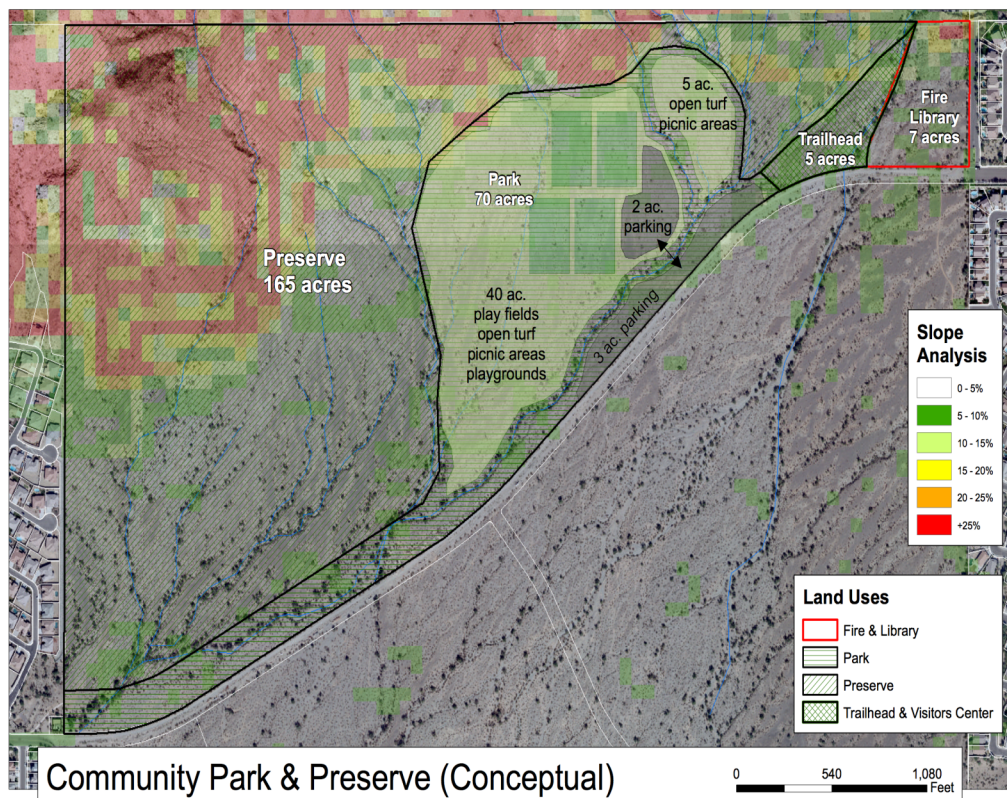 5 ac.
open turf
picnic areas
Fire
Library
7 acres
Trailhead
5 acres
Park
70 acres
2 ac.
parking
Preserve
165 acres
40 ac.
play fields
open turf
picnic areas
playgrounds
3 ac. parking
Slope
Analysis
0 - 5%
5 - 10%
10 - 15%
15 - 20%
20 - 25%
+25%
Land Uses
Fire & Library
Park
Preserve
Trailhead & Visitors Center
Community Park & Preserve (Conceptual)
0 540 1,080
Feet